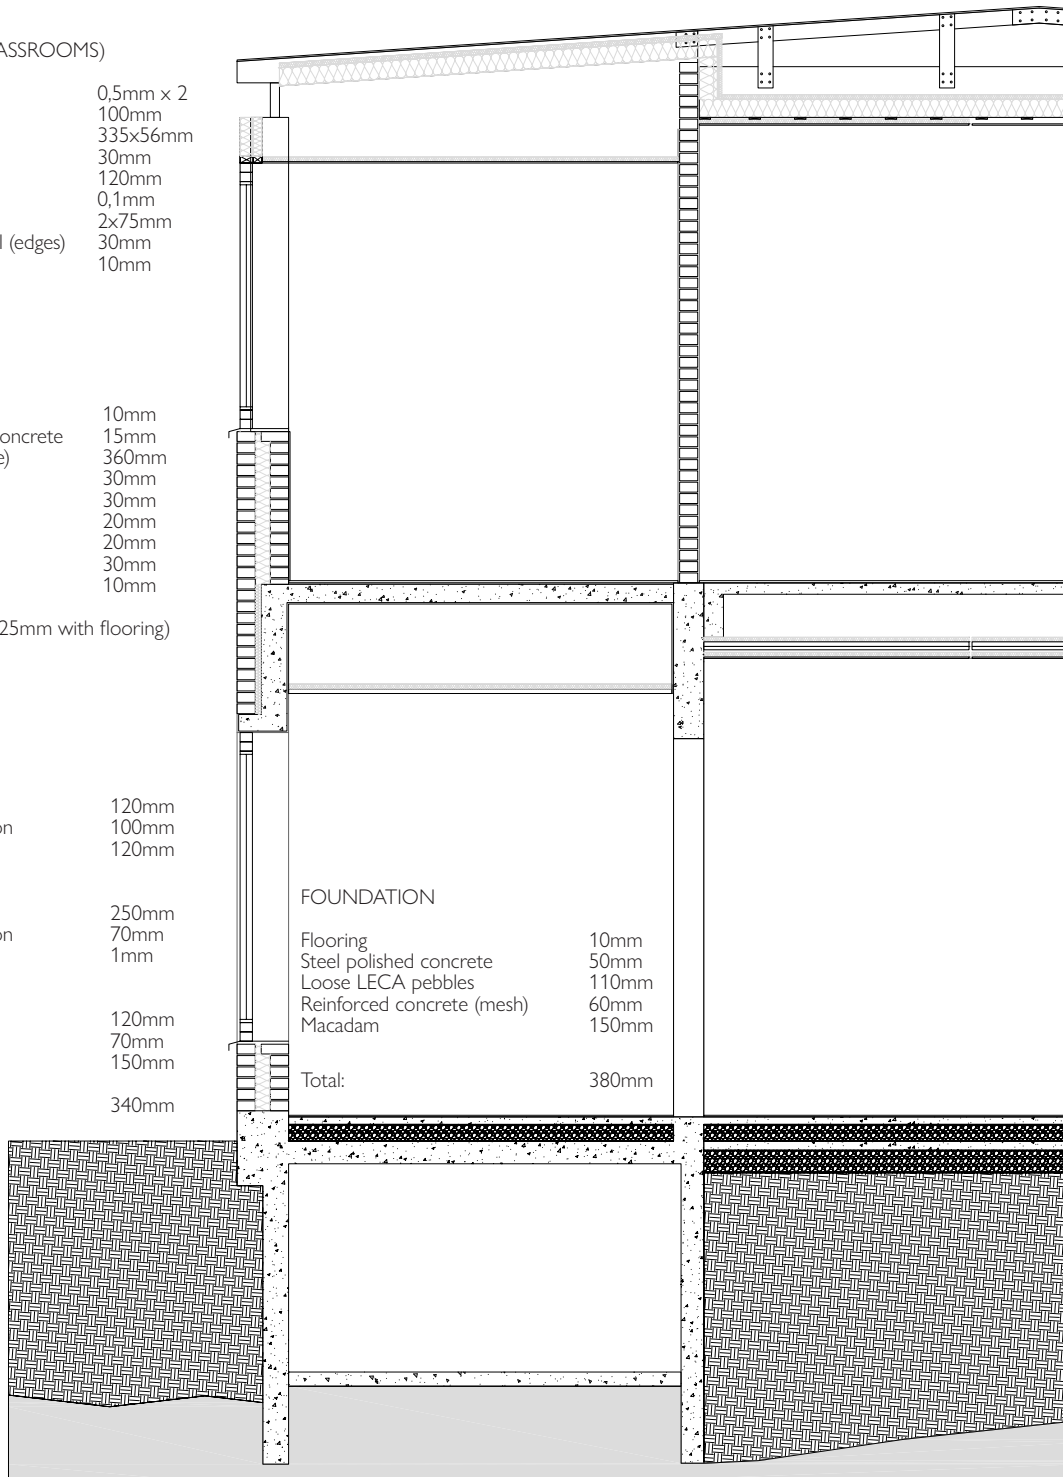 ASSROOMS)
0,5mm x 2
100mm
335x56mm
30mm
120mm
0,1mm
2x75mm
(edges) 30mm
10mm
10mm
oncrete 15mm
e) 360mm
30mm
30mm
20mm
20mm
30mm
10mm
25mm with flooring)
120mm
on 100mm
120mm
250mm
on 70mm
1mm
120mm
70mm
150mm
340mm
FOUNDATION
Flooring 10mm
Steel polished concrete 50mm
Loose LECA pebbles 110mm
Reinforced concrete (mesh) 60mm
Macadam 150mm
Total: 380mm